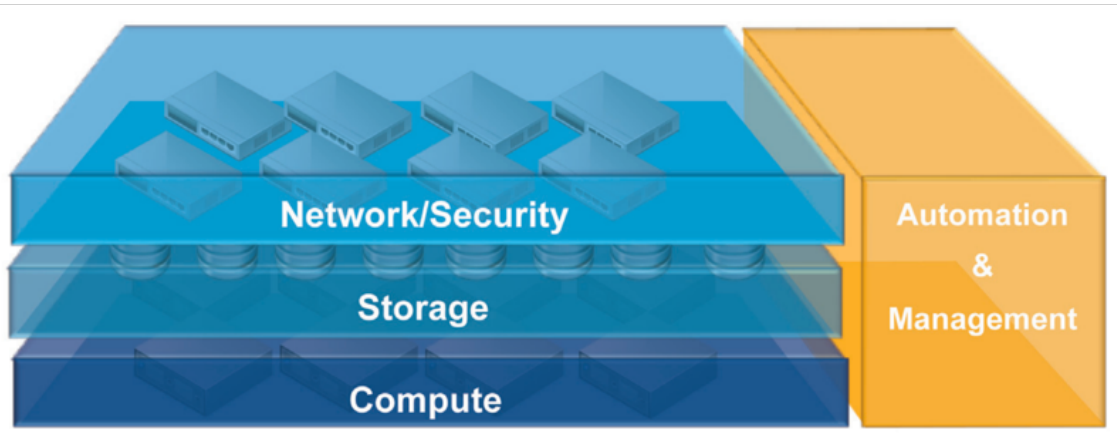 Network/Security
Storage
Compute
Automation
&
Management